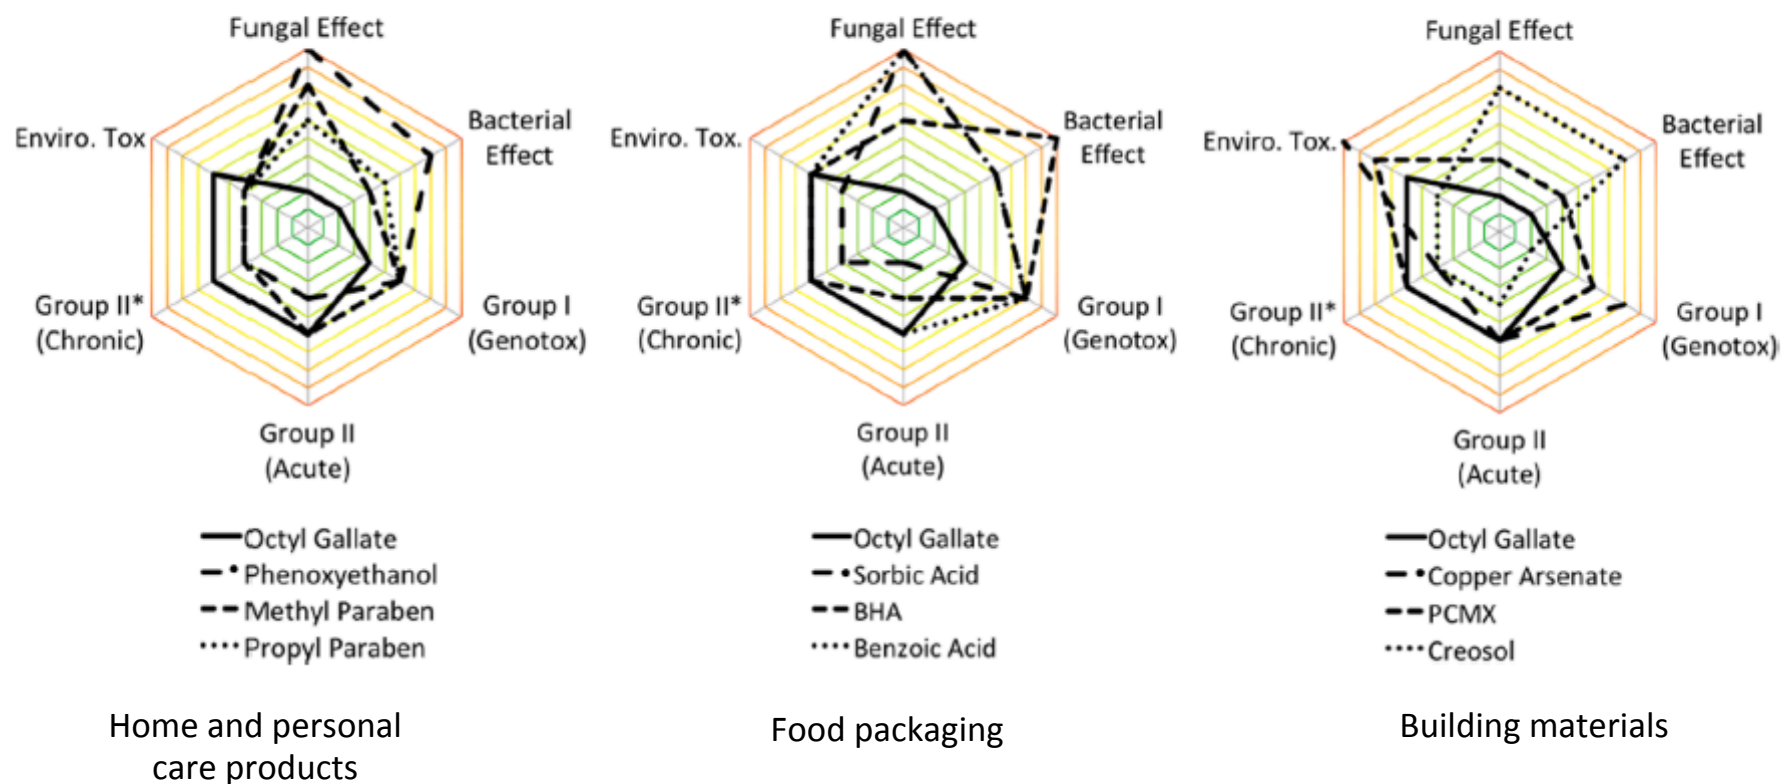 Fungal Effect
Bacterial
Effect
Enviro. Tox
Group II*
(Chronic)
Group I
(Genotox)
Group II
(Acute)
Octyl Gallate
Phenoxyethanol
Methyl Paraben
Propyl Paraben
Home and personal
care products
Fungal Effect
Bacterial
Effect
Enviro. Tox.
Group II*
(Chronic)
Group I
(Genotox)
Group II
(Acute)
Octyl Gallate
Sorbic Acid
BHA
Benzoic Acid
Food packaging
Fungal Effect
Bacterial
Effect
Enviro. Tox.
Group II*
(Chronic)
Group I
(Genotox)
Group II
(Acute)
Octyl Gallate
Copper Arsenate
PCMX
Creosol
Building materials